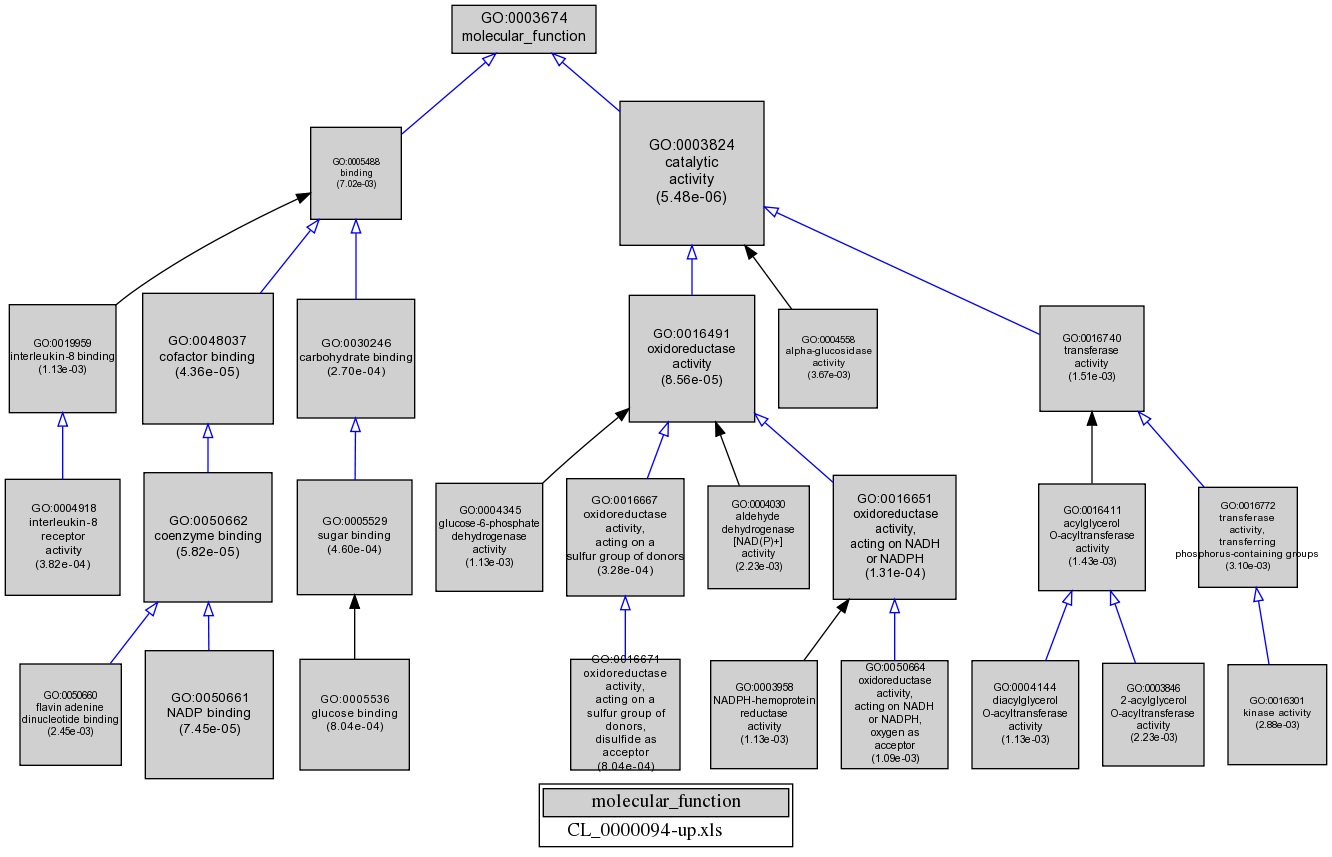 GO:0003674
molecular_function
GO:0005488
binding
(7.02e-03)
GO:0003824
catalytic
activity
(5.48e-06)
GO:0019959
interleukin-8 binding
(1.13e-03)
GO:0048037
cofactor binding
(4.36e-05)
GO:0030246
carbohydrate binding
(2.70e-04)
GO:0016491
oxidoreductase
activity
(8.56e-05)
GO:0004558
alpha-glucosidase
activity
(3.67e-03)
GO:0016740
transferase
activity
(1.51e-03)
GO:0004918
interleukin-8
receptor
activity
(3.82e-04)
GO:0050662
coenzyme binding
(5.82e-05)
GO:0005529
sugar binding
(4.60e-04)
GO:0004345
glucose-6-phosphate
dehydrogenase
activity
(1.13e-03)
GO:0016667
oxidoreductase
activity,
acting on a
sulfur group of donors
(3.28e-04)
GO:0004030
aldehyde
dehydrogenase
[NAD(P)+]
activity
(2.23e-03)
GO:0016651
oxidoreductase
activity,
acting on NADH
or NADPH
(1.31e-04)
GO:0016411
acylglycerol
O-acyltransferase
activity
(1.43e-03)
GO:0016772
transferase
activity,
transferring
phosphorus-containing groups
(3.10e-03)
GO:0050660
flavin adenine
dinucleotide binding
(2.45e-03)
GO:0050661
NADP binding
(7.45e-05)
GO:0005536
glucose binding
(8.04e-04)
GO:0016671
oxidoreductase
activity,
acting on a
sulfur group of
donors,
disulfide as
acceptor
(8.04e-04)
GO:0003958
NADPH-hemoprotein
reductase
activity
(1.13e-03)
GO:0050664
oxidoreductase
activity,
acting on NADH
or NADPH,
oxygen as
acceptor
(1.09e-03)
GO:0004144
diacylglycerol
O-acyltransferase
activity
(1.13e-03)
GO:0003846
2-acylglycerol
O-acyltransferase
activity
(2.23e-03)
GO:0016301
kinase activity
(2.88e-03)
molecular_function
CL_0000094-up.xls